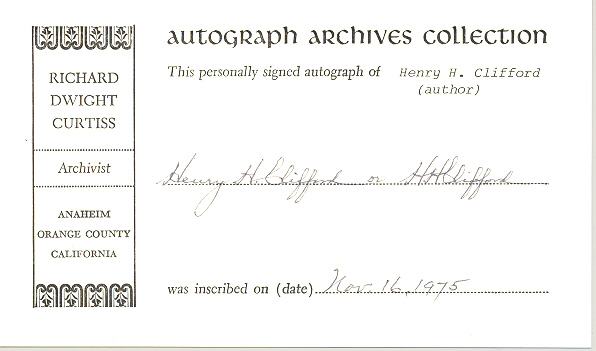 AUTOGRAPH ARCHIVES COLLECTION
This personally signed autograph of Henry H. Clifford
(author)
RICHARD
DWIGHT
CURTISS
Archivist
ANAHEIM
ORANGE COUNTY
CALIFORNIA
Henry H. Clifford or HHClifford
was inscribed on (date) Nov. 16, 1975